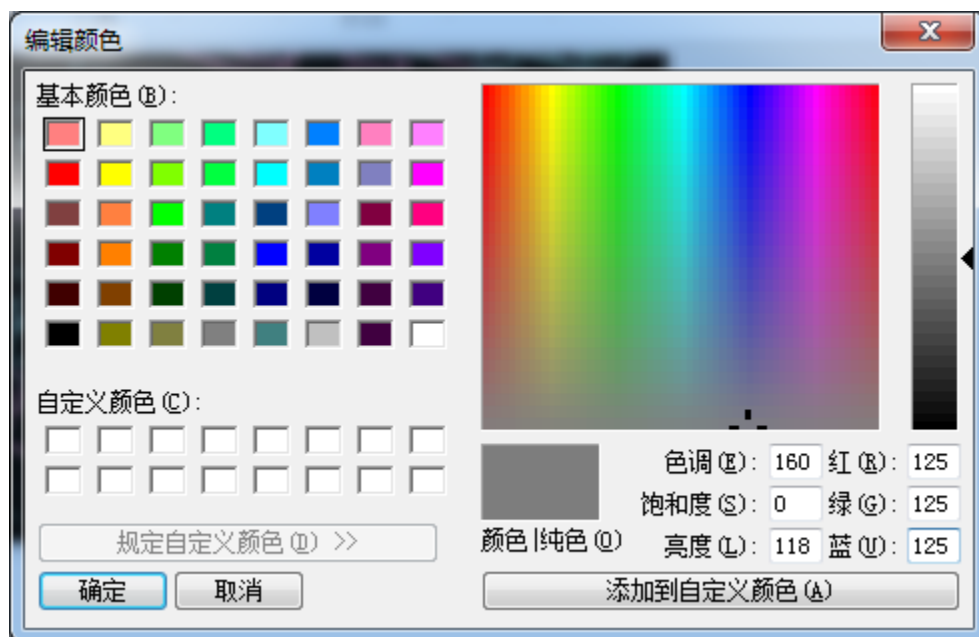 编辑颜色
基本颜色(B):
自定义颜色(C):
规定自定义颜色(D) >>
确定 取消
颜色|纯色(O)
色调(E): 160 红(R): 125
饱和度(S): 0 绿(G): 125
亮度(L): 118 蓝(U): 125
添加到自定义颜色(A)